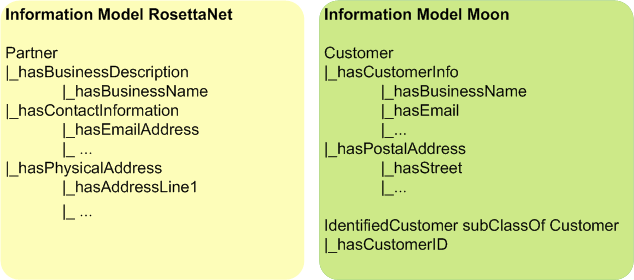 Information Model RosettaNet
Partner
|_hasBusinessDescription
|_hasBusinessName
|_hasContactInformation
|_hasEmailAddress
|_ ...
|_hasPhysicalAddress
|_hasAddressLine1
|_ ...
Information Model Moon
Customer
|_hasCustomerInfo
|_hasBusinessName
|_hasEmail
|_...
|_hasPostalAddress
|_hasStreet
|_...
IdentifiedCustomer subClassOf Customer
|_hasCustomerID